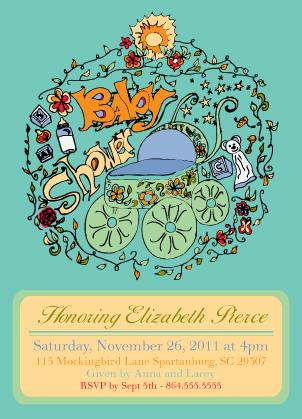 Baby
Shower
Honoring Elizabeth Pierce
Saturday, November 26, 2011 at 4pm
115 Mockingbird Lane Spartanburg, SC 29307
Given by Anna and Lacey
RSVP by Sept 5th - 864.555.5555